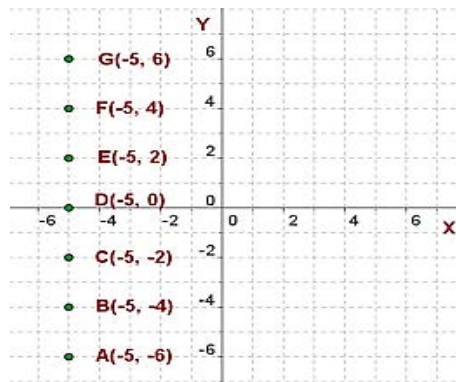 Y
G(-5, 6)
6
F(-5, 4)
4
E(-5, 2)
2
D(-5, 0)
0
-6 -4 -2 0 2 4 6
X
C(-5, -2)
-2
B(-5, -4)
-4
A(-5, -6)
-6